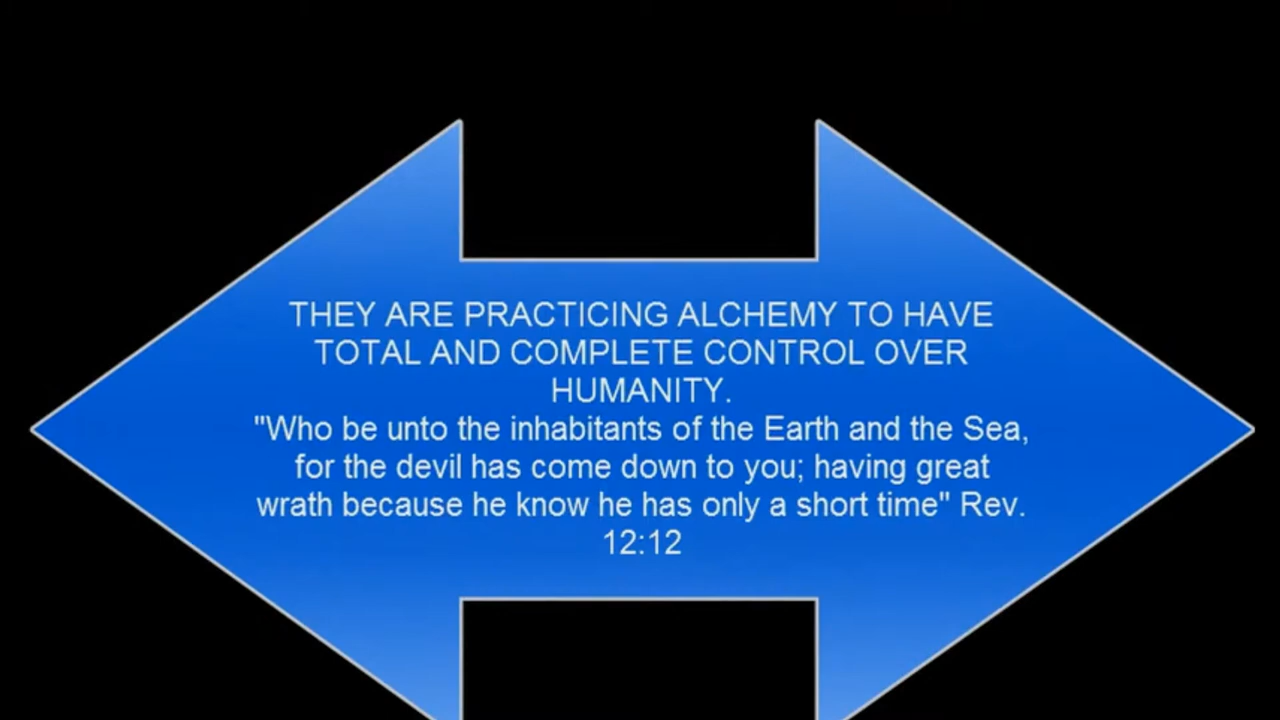 THEY ARE PRACTICING ALCHEMY TO HAVE
TOTAL AND COMPLETE CONTROL OVER
HUMANITY.
"Who be unto the inhabitants of the Earth and the Sea,
for the devil has come down to you; having great
wrath because he know he has only a short time" Rev.
12:12